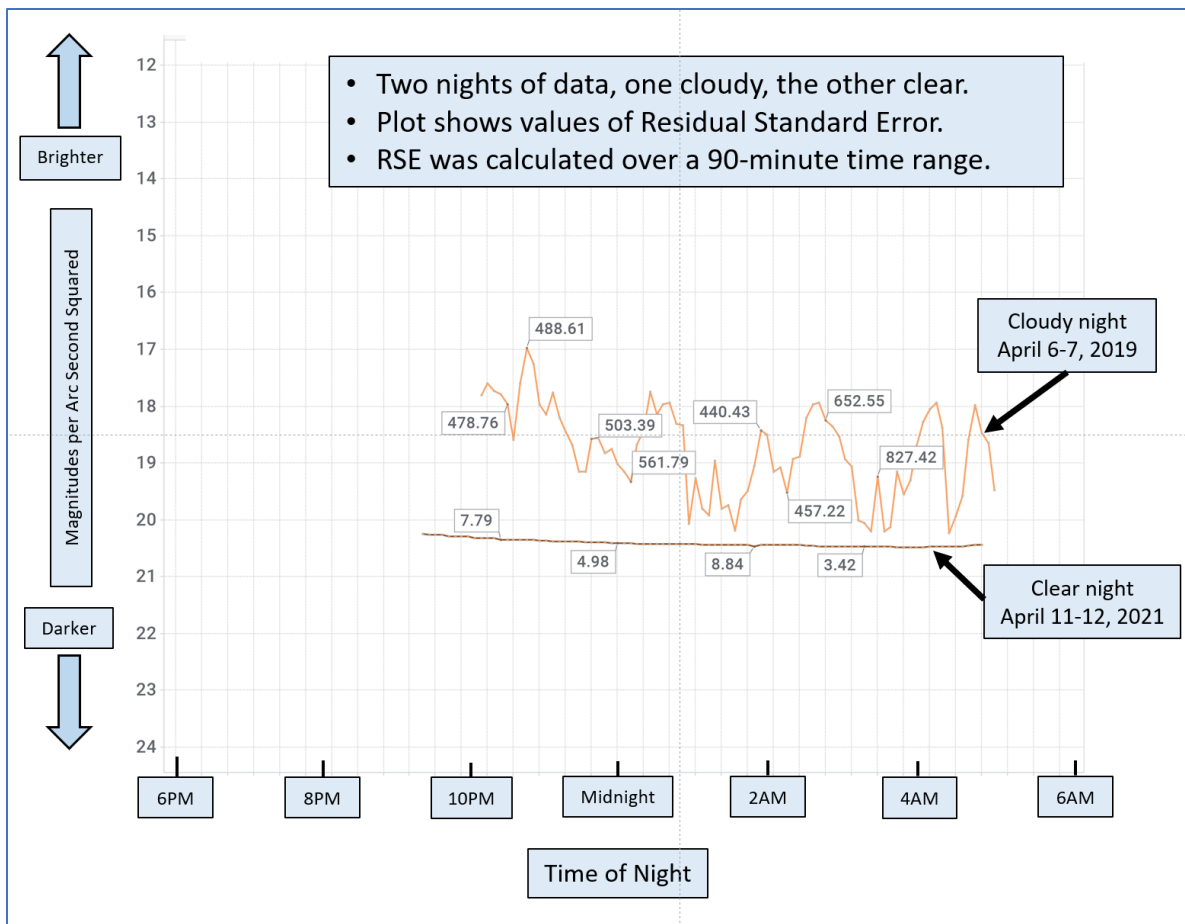 • Two nights of data, one cloudy, the other clear.
• Plot shows values of Residual Standard Error.
• RSE was calculated over a 90-minute time range.
Brighter
Magnitudes per Arc Second Squared
Darker
12
13
14
15
16
17
18
19
20
21
22
23
24
488.61
478.76
503.39
561.79
440.43
457.22
652.55
827.42
7.79
4.98
8.84
3.42
Cloudy night
April 6-7, 2019
Clear night
April 11-12, 2021
6PM
8PM
10PM
Midnight
2AM
4AM
6AM
Time of Night